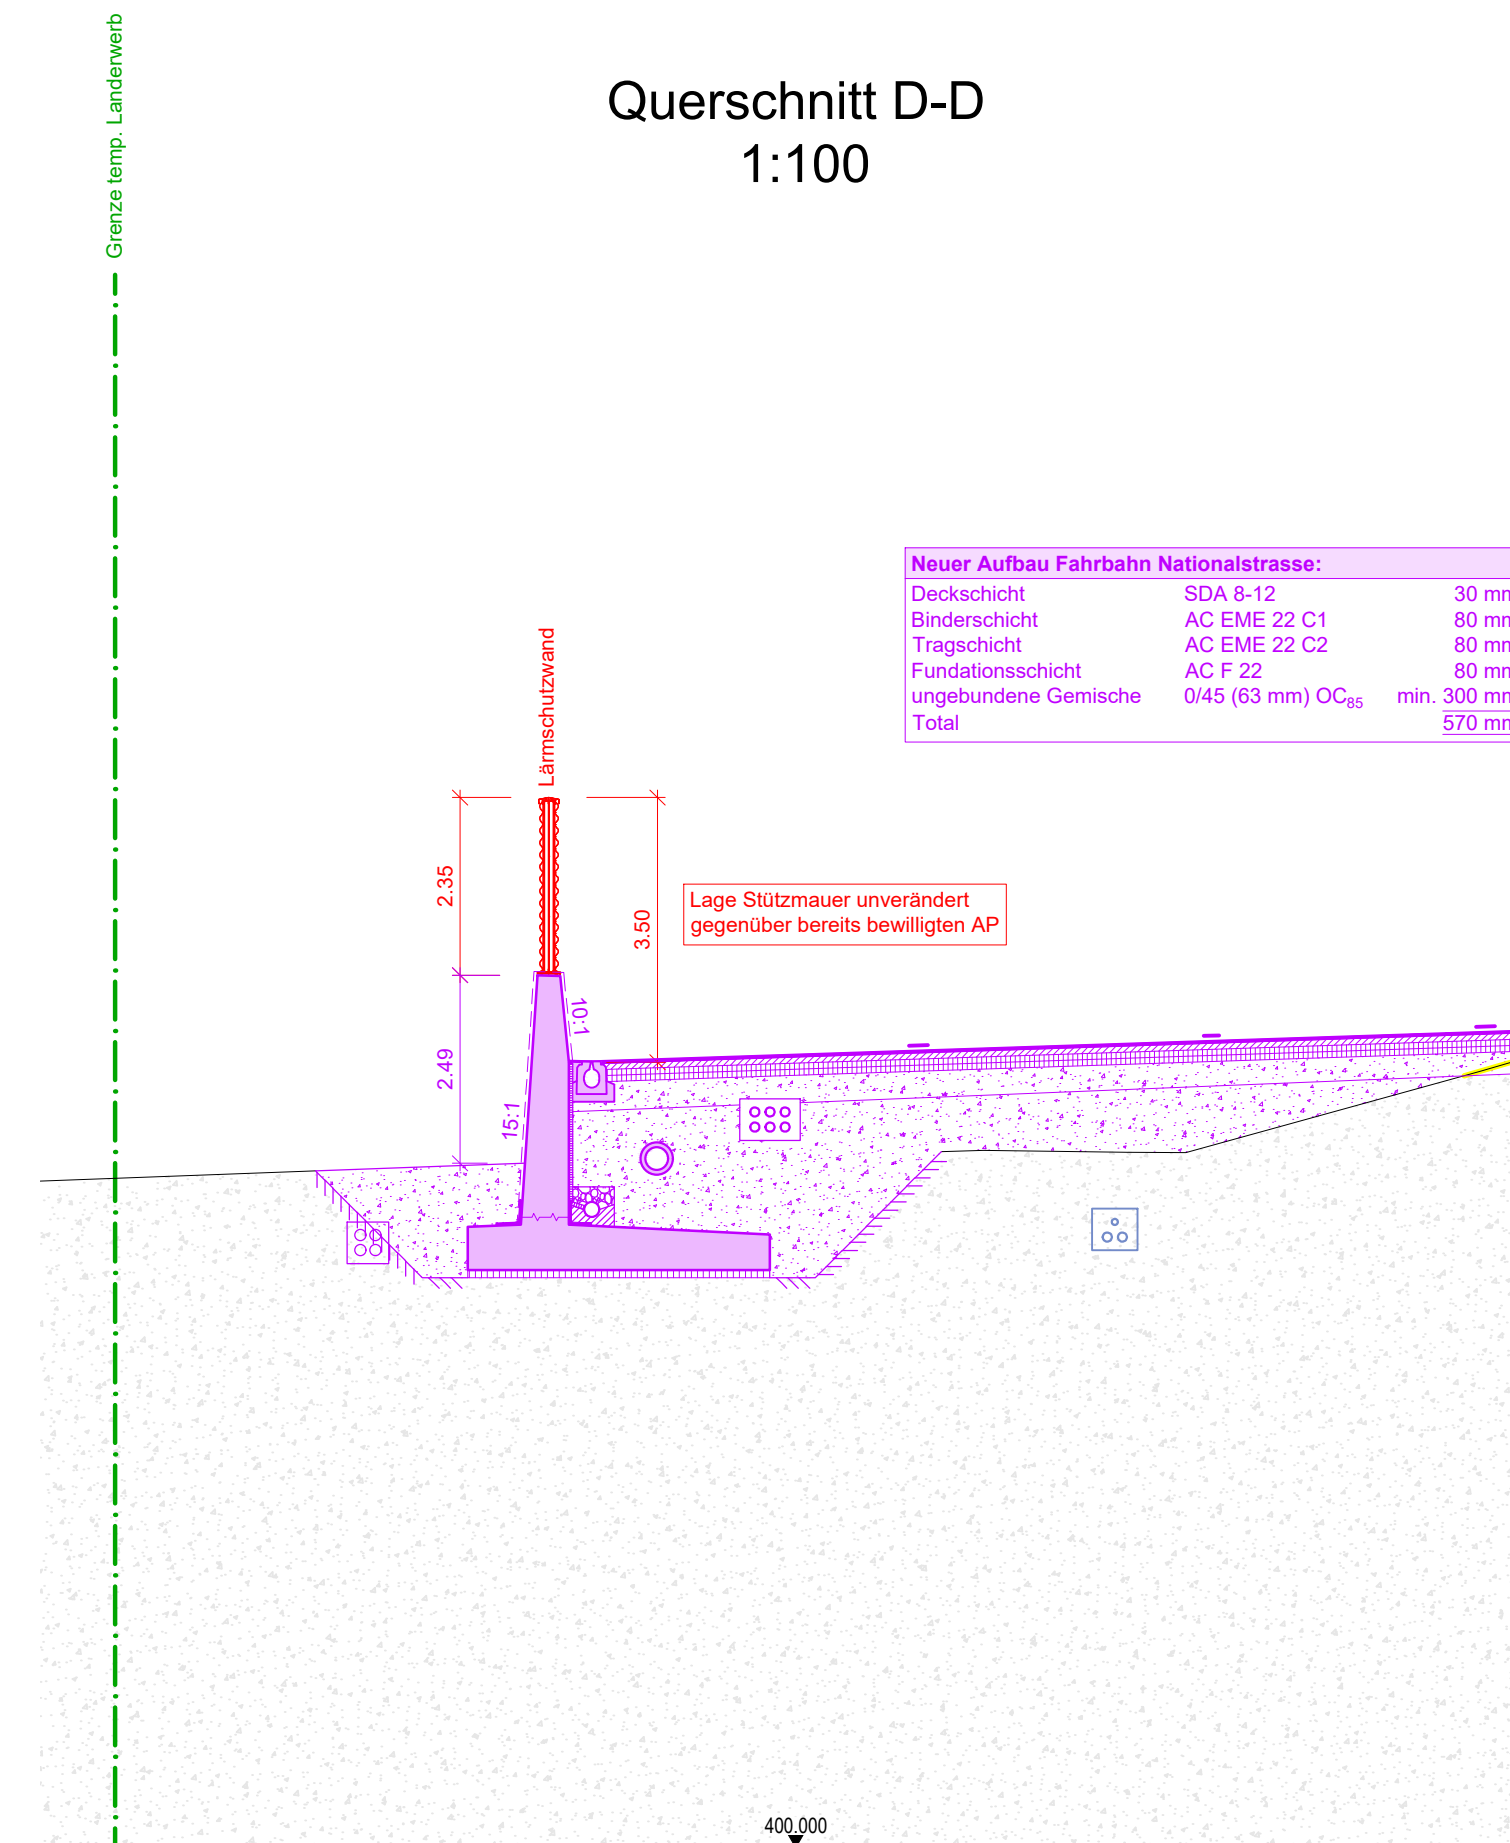 Grenze temp. Landerwerb
Querschnitt D-D
1:100
Neuer Aufbau Fahrbahn Nationalstrasse:
Deckschicht SDA 8-12 30 mm
Binderschicht AC EME 22 C1 80 mm
Tragschicht AC EME 22 C2 80 mm
Fundationsschicht AC F 22 80 mm
ungebundene Gemische 0/45 (63 mm) OC85 min. 300 mm
Total 570 mm
Lärmschutzwand
2.35
3.50
Lage Stützmauer unverändert
gegenüber bereits bewilligten AP
10:1
2.49
15:1
400.000